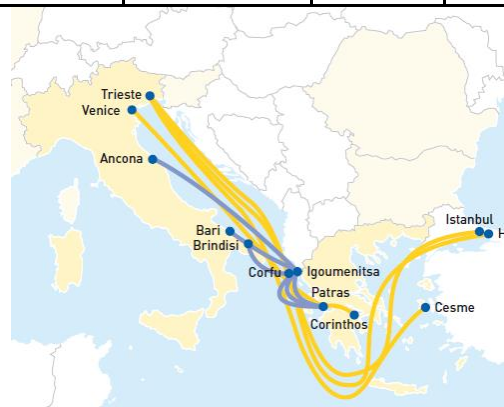 Trieste
Venice
Ancona
Istanbul
H
Bari
Brindisi
Corfu
Igoumenitsa
Patras
Cesme
Corinthos